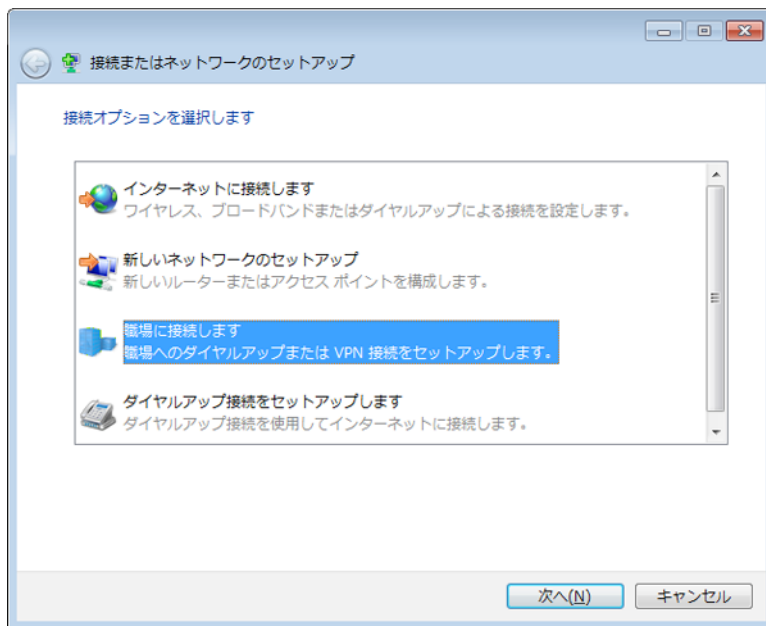 接続またはネットワークのセットアップ
接続オプションを選択します
インターネットに接続します
ワイヤレス、ブロードバンドまたはダイヤルアップによる接続を設定します。
新しいネットワークのセットアップ
新しいルーターまたはアクセス ポイントを構成します。
職場に接続します
職場へのダイヤルアップまたは VPN 接続をセットアップします。
ダイヤルアップ接続をセットアップします
ダイヤルアップ接続を使用してインターネットに接続します。
次へ(N)
キャンセル